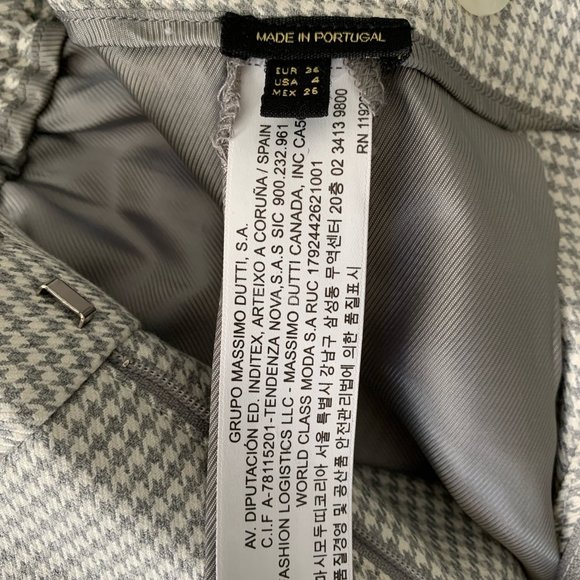 MADE IN PORTUGAL
EUR 36
USA 4
MEX 26
GRUPO MASSIMO DUTTI, S.A.
AV. DIPUTACIÓN ED. INDITEX, ARTEIXO A CORUÑA / SPAIN
C.I.F A-78115201-TENDENZA NOVA,S.A.S SIC 900.232.961
FASHION LOGISTICS LLC - MASSIMO DUTTI CANADA, INC CA56
WORLD CLASS MODA S.A RUC 1792442621001
마시모두띠코리아 서울 특별시 강남구 삼성동 무역센터 20층 02 3413 9800
품질경영 및 공산품 안전관리법에 의한 품질표시
RN 1192